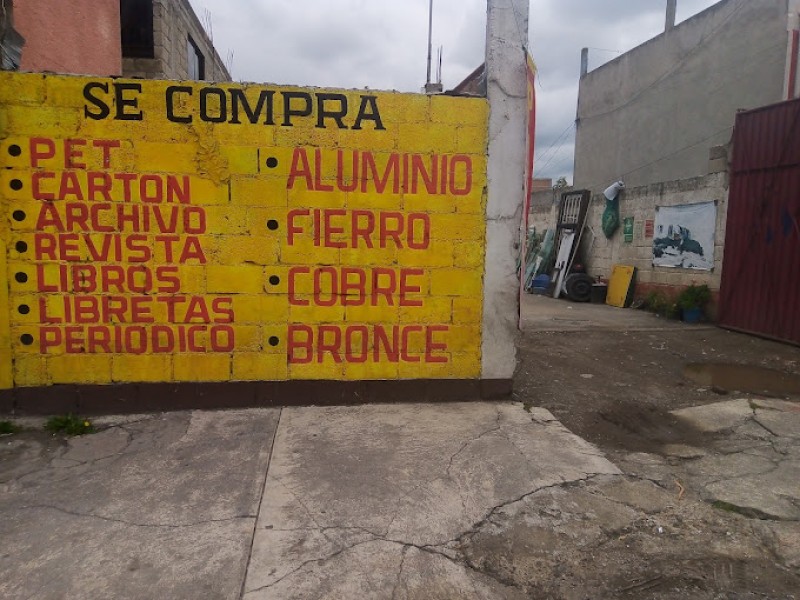 SE COMPRA
• PET
• CARTON
• ARCHIVO
• REVISTA
• LIBROS
• LIBRETAS
• PERIODICO
• ALUMINIO
• FIERRO
• COBRE
• BRONCE